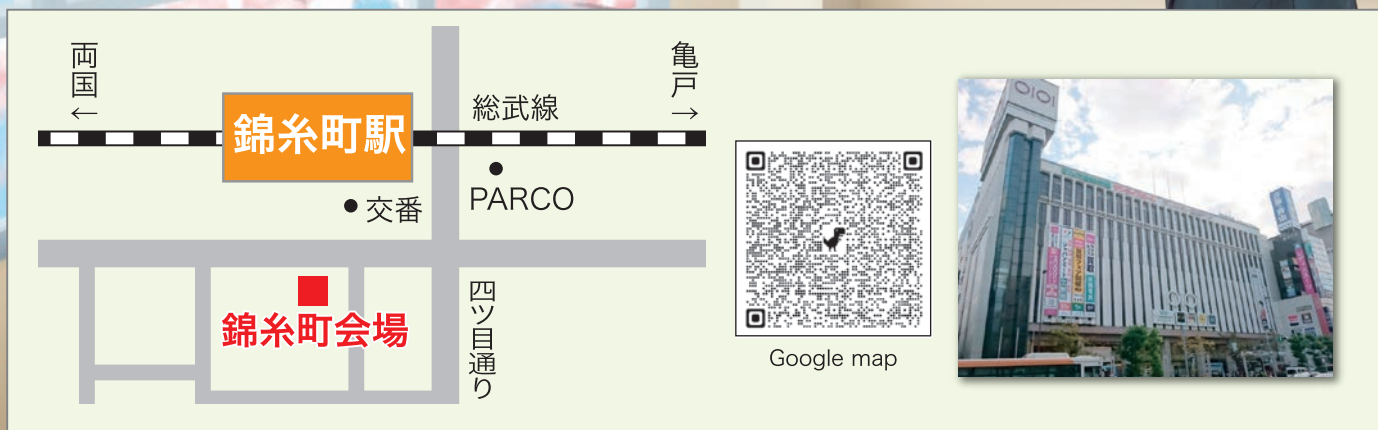 両国
←
亀戸
→
総武線
錦糸町駅
PARCO
交番
錦糸町会場
四ツ目通り
Google map
OIOI